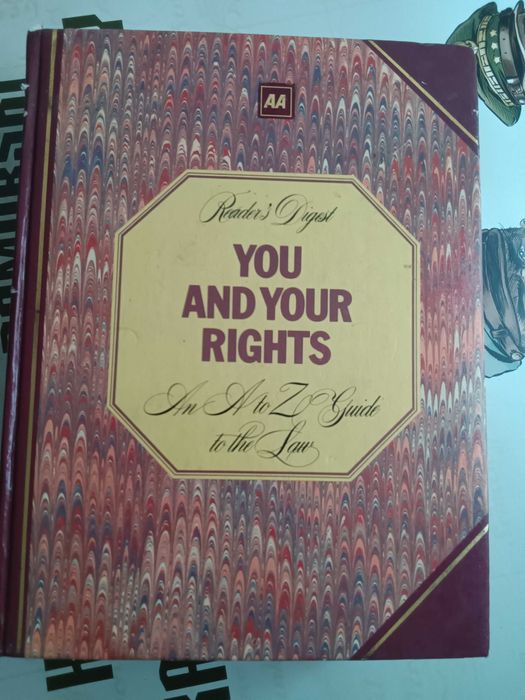 AA
Reader's Digest
YOU
AND YOUR
RIGHTS
An A to Z Guide
to the Law